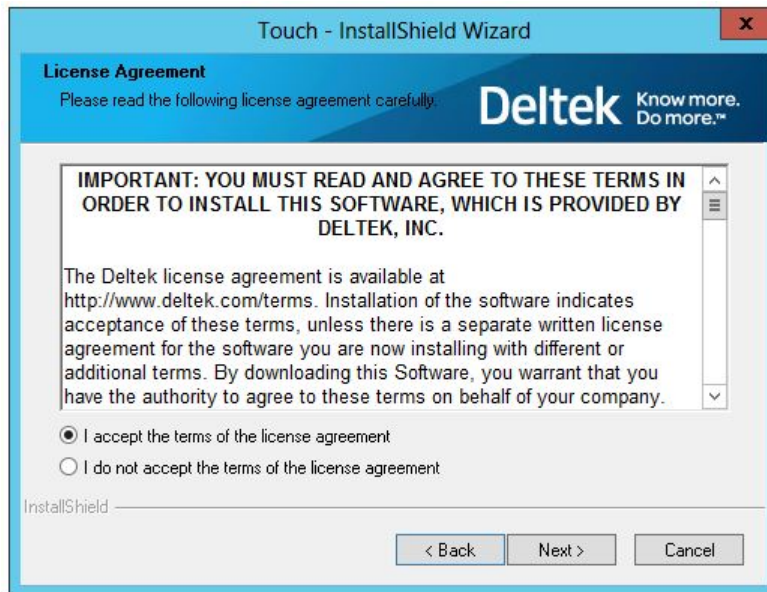 Touch - InstallShield Wizard
x
License Agreement
Please read the following license agreement carefully.
Deltek Know more.
Do more.™
IMPORTANT: YOU MUST READ AND AGREE TO THESE TERMS IN
ORDER TO INSTALL THIS SOFTWARE, WHICH IS PROVIDED BY
DELTEK, INC.
The Deltek license agreement is available at
http://www.deltek.com/terms. Installation of the software indicates
acceptance of these terms, unless there is a separate written license
agreement for the software you are now installing with different or
additional terms. By downloading this Software, you warrant that you
have the authority to agree to these terms on behalf of your company.
I accept the terms of the license agreement
I do not accept the terms of the license agreement
InstallShield
< Back Next > Cancel